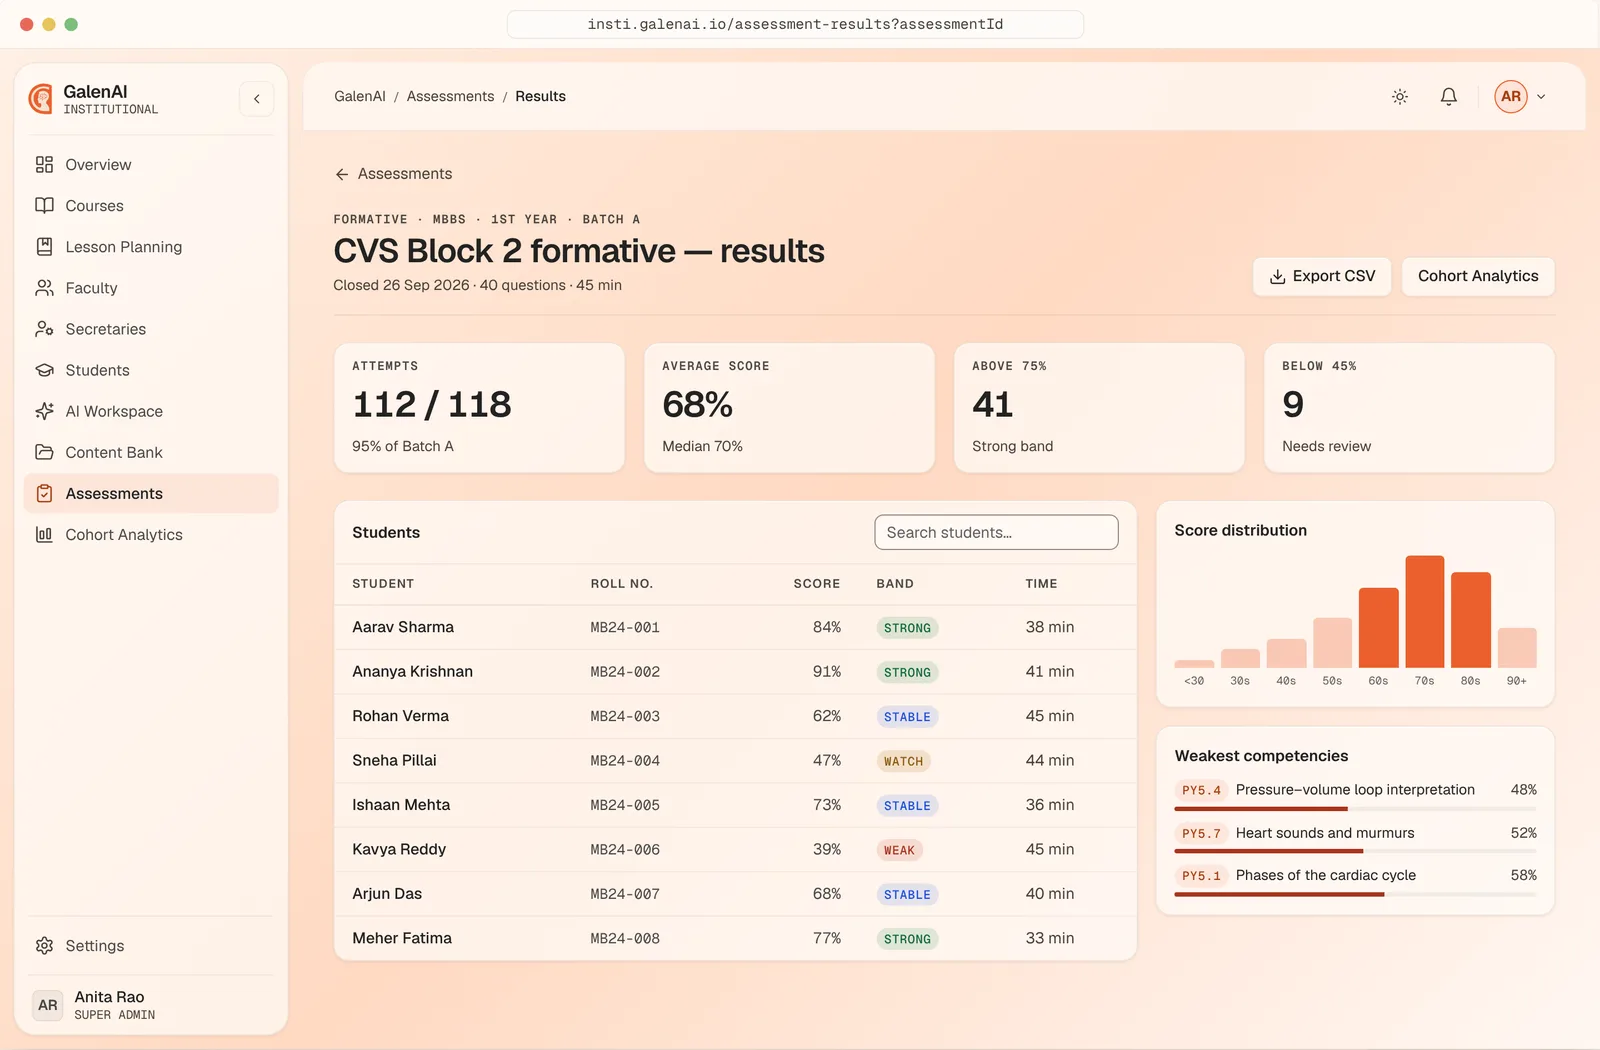 insti.galenai.io/assessment-results?assessmentId
GalenAI
INSTITUTIONAL
Overview
Courses
Lesson Planning
Faculty
Secretaries
Students
AI Workspace
Content Bank
Assessments
Cohort Analytics
Settings
AR
Anita Rao
SUPER ADMIN
GalenAI / Assessments / Results
AR
← Assessments
FORMATIVE · MBBS · 1ST YEAR · BATCH A
CVS Block 2 formative — results
Closed 26 Sep 2026 · 40 questions · 45 min
Export CSV
Cohort Analytics
ATTEMPTS
112 / 118
95% of Batch A
AVERAGE SCORE
68%
Median 70%
ABOVE 75%
41
Strong band
BELOW 45%
9
Needs review
Students
Search students...
STUDENT ROLL NO. SCORE BAND TIME
Aarav Sharma MB24-001 84% STRONG 38 min
Ananya Krishnan MB24-002 91% STRONG 41 min
Rohan Verma MB24-003 62% STABLE 45 min
Sneha Pillai MB24-004 47% WATCH 44 min
Ishaan Mehta MB24-005 73% STABLE 36 min
Kavya Reddy MB24-006 39% WEAK 45 min
Arjun Das MB24-007 68% STABLE 40 min
Meher Fatima MB24-008 77% STRONG 33 min
Score distribution
<30 30s 40s 50s 60s 70s 80s 90+
Weakest competencies
PY5.4 Pressure–volume loop interpretation 48%
PY5.7 Heart sounds and murmurs 52%
PY5.1 Phases of the cardiac cycle 58%